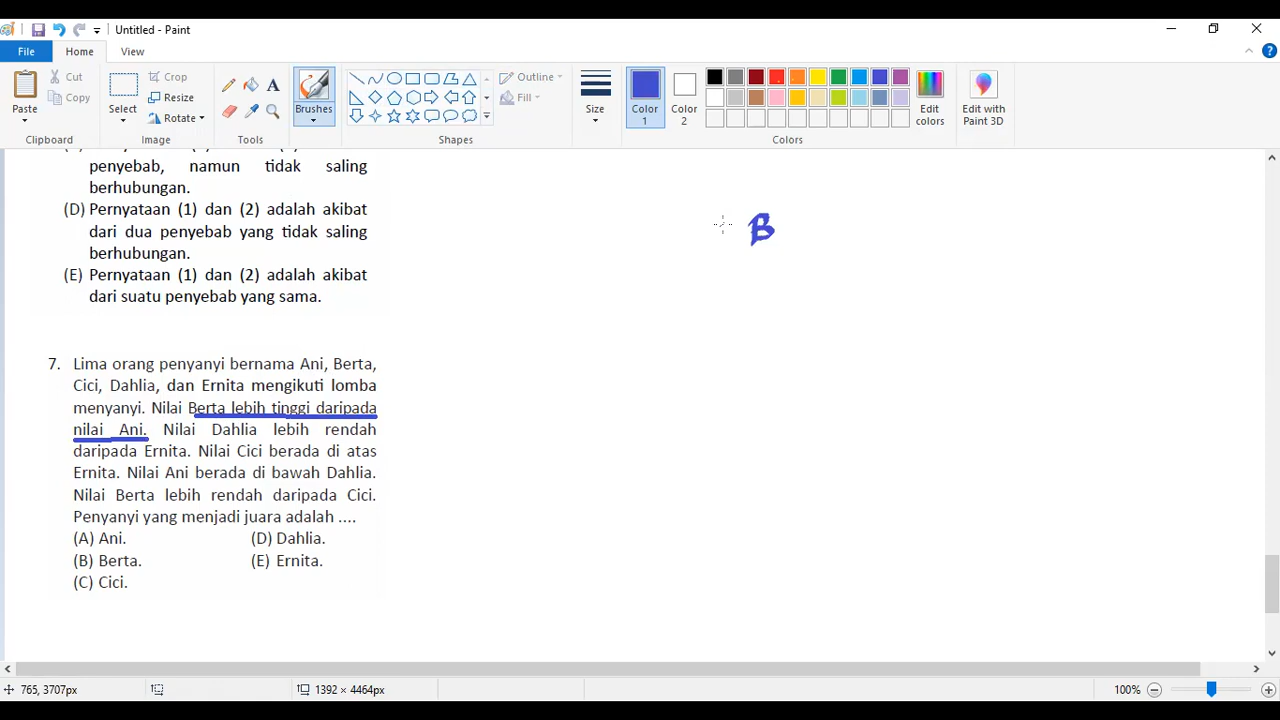 Untitled - Paint
File Home View
Paste
Cut
Copy
Clipboard
Select
Crop
Resize
Rotate
Image
Tools
Brushes
Shapes
Outline
Fill
Size
Color 1
Color 2
Edit colors
Colors
Edit with Paint 3D
penyebab, namun tidak saling
berhubungan.
(D) Pernyataan (1) dan (2) adalah akibat
dari dua penyebab yang tidak saling
berhubungan.
(E) Pernyataan (1) dan (2) adalah akibat
dari suatu penyebab yang sama.
B
7. Lima orang penyanyi bernama Ani, Berta,
Cici, Dahlia, dan Ernita mengikuti lomba
menyanyi. Nilai Berta lebih tinggi daripada
nilai Ani. Nilai Dahlia lebih rendah
daripada Ernita. Nilai Cici berada di atas
Ernita. Nilai Ani berada di bawah Dahlia.
Nilai Berta lebih rendah daripada Cici.
Penyanyi yang menjadi juara adalah ....
(A) Ani. (D) Dahlia.
(B) Berta. (E) Ernita.
(C) Cici.
765, 3707px 1392 × 4464px 100%